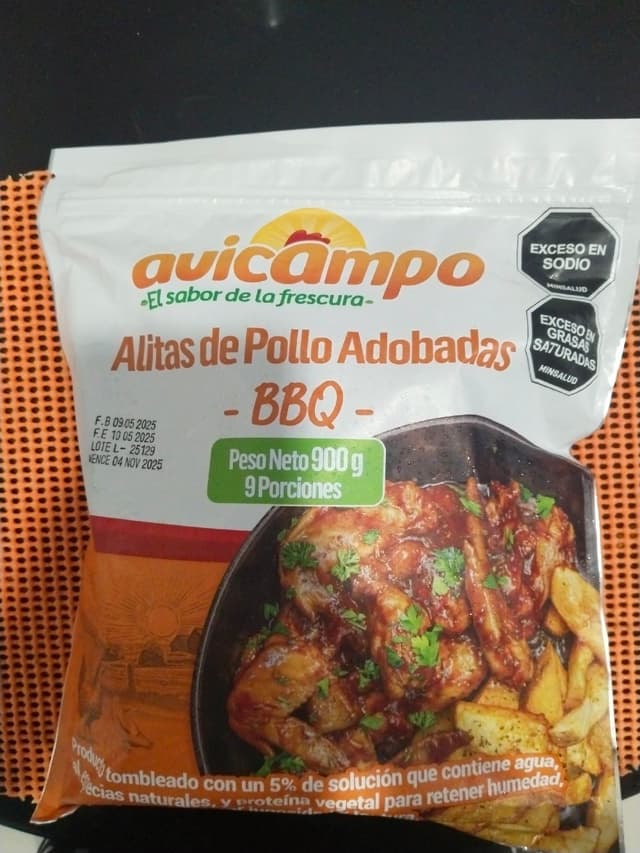 avicampo
-El sabor de la frescura-
Alitas de Pollo Adobadas
- BBQ -
EXCESO EN
SODIO
MINSALUD
EXCESO EN
GRASAS
SATURADAS
MINSALUD
F.B 09.05 2025
F.E 10 05 2025
LOTE L- 25129
VENCE 04 NOV 2025
Peso Neto 900 g
9 Porciones
Producto tombleado con un 5% de solución que contiene agua,
naturales, y proteína vegetal para retener humedad,